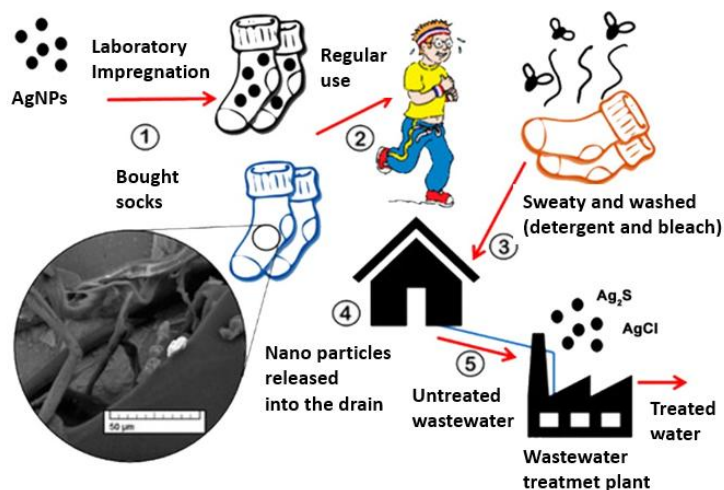 AgNPs
Laboratory
Impregnation
1
Bought
socks
Regular
use
2
Sweaty and washed
(detergent and bleach)
3
4
Nano particles
released
into the drain
50 µm
5
Untreated
wastewater
Ag₂S
AgCl
Treated
water
Wastewater
treatmet plant